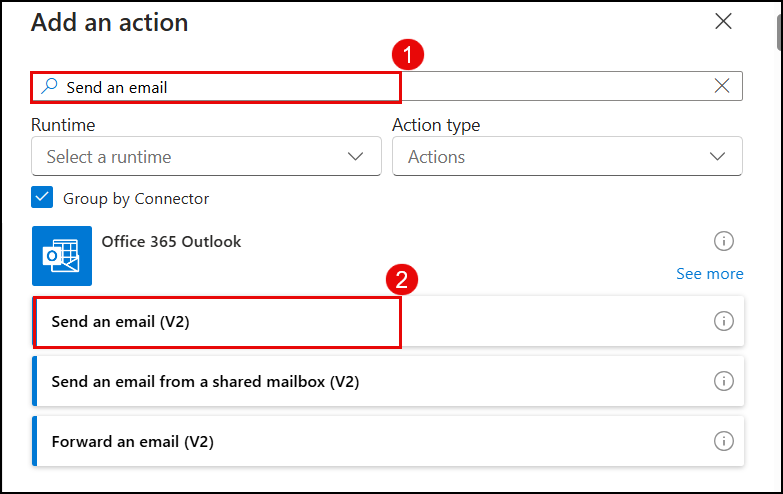 Add an action
1
Send an email
Runtime
Action type
Select a runtime
Actions
Group by Connector
Office 365 Outlook
See more
2
Send an email (V2)
Send an email from a shared mailbox (V2)
Forward an email (V2)